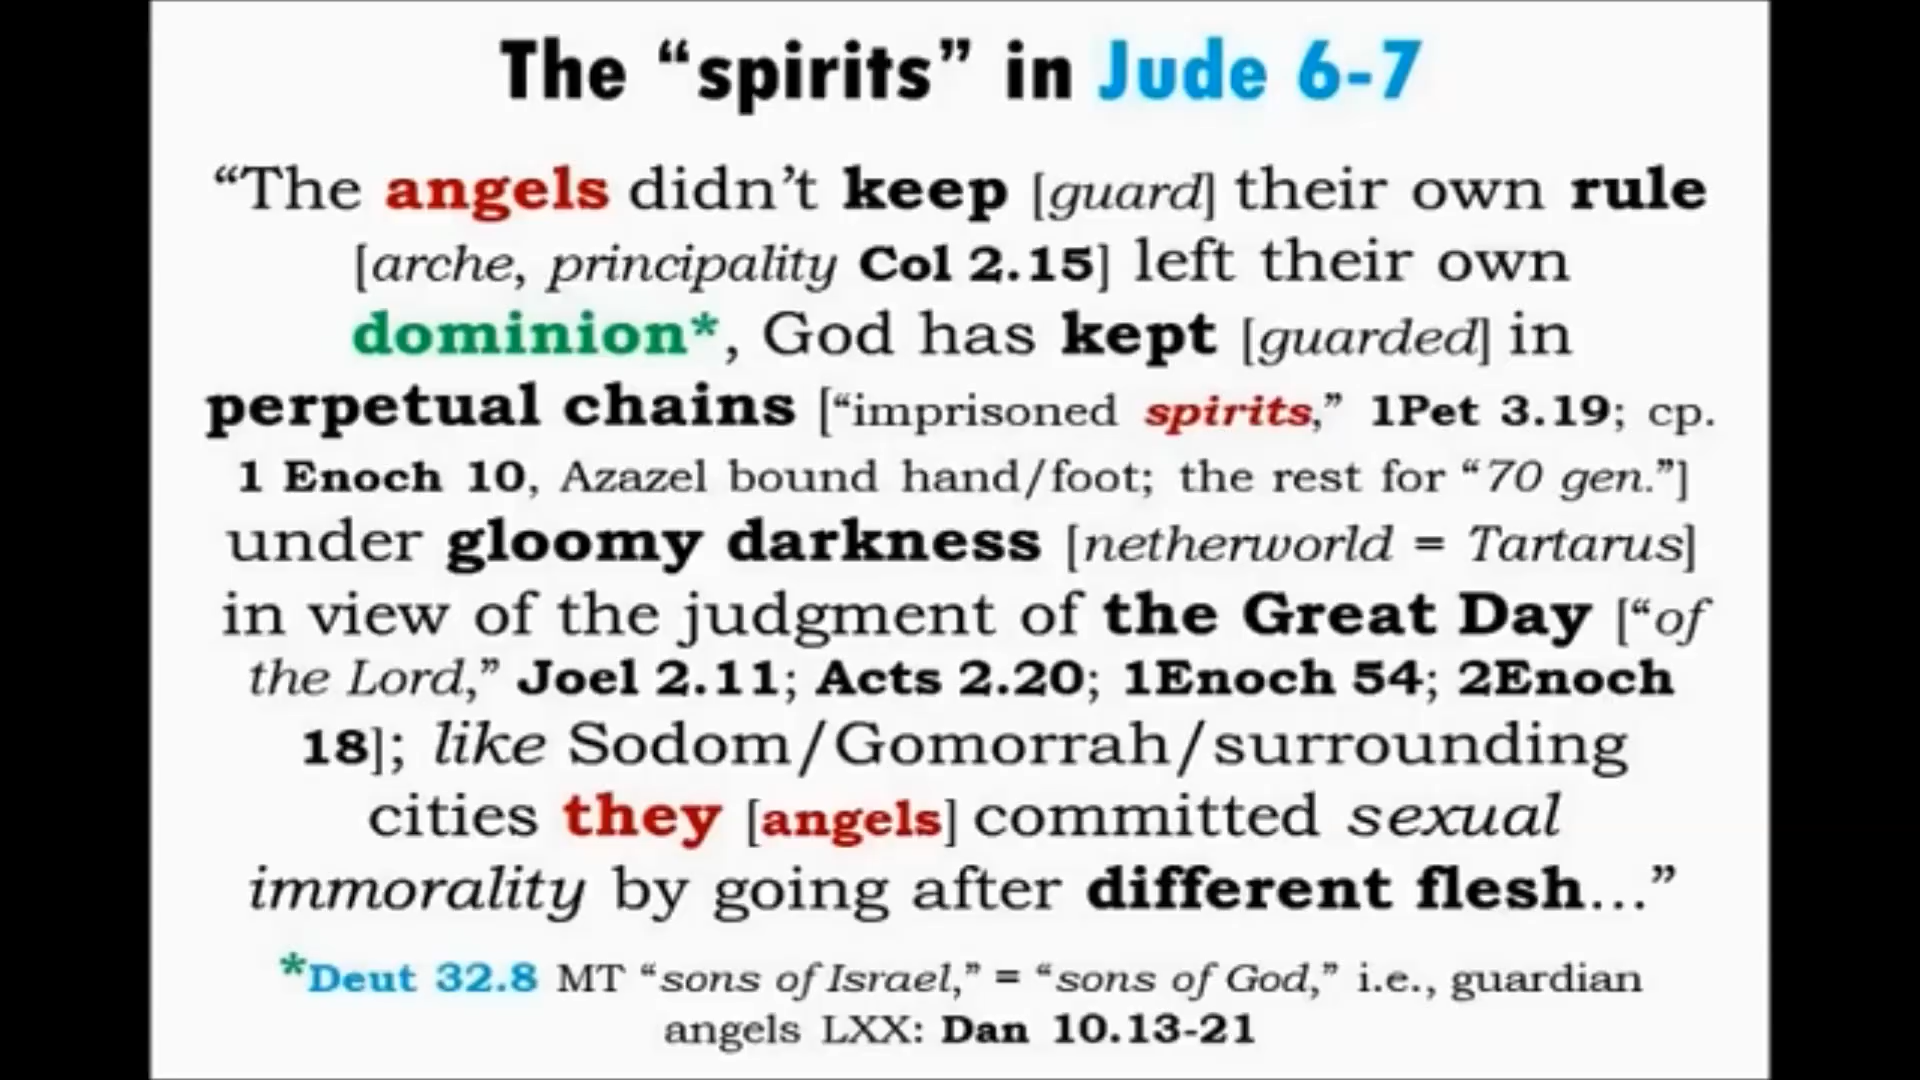 The “spirits” in Jude 6-7
“The angels didn’t keep [guard] their own rule
[arche, principality Col 2.15] left their own
dominion*, God has kept [guarded] in
perpetual chains [“imprisoned spirits,” 1Pet 3.19; cp.
1 Enoch 10, Azazel bound hand/foot; the rest for “70 gen.”]
under gloomy darkness [netherworld = Tartarus]
in view of the judgment of the Great Day [“of
the Lord,” Joel 2.11; Acts 2.20; 1Enoch 54; 2Enoch
18]; like Sodom/Gomorrah/surrounding
cities they [angels] committed sexual
immorality by going after different flesh...”
*Deut 32.8 MT “sons of Israel,” = “sons of God,” i.e., guardian
angels LXX: Dan 10.13-21